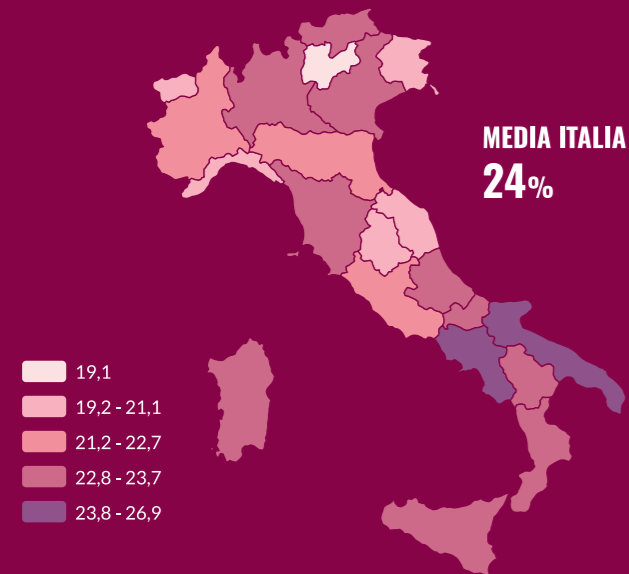 MEDIA ITALIA
24%
19,1
19,2 - 21,1
21,2 - 22,7
22,8 - 23,7
23,8 - 26,9